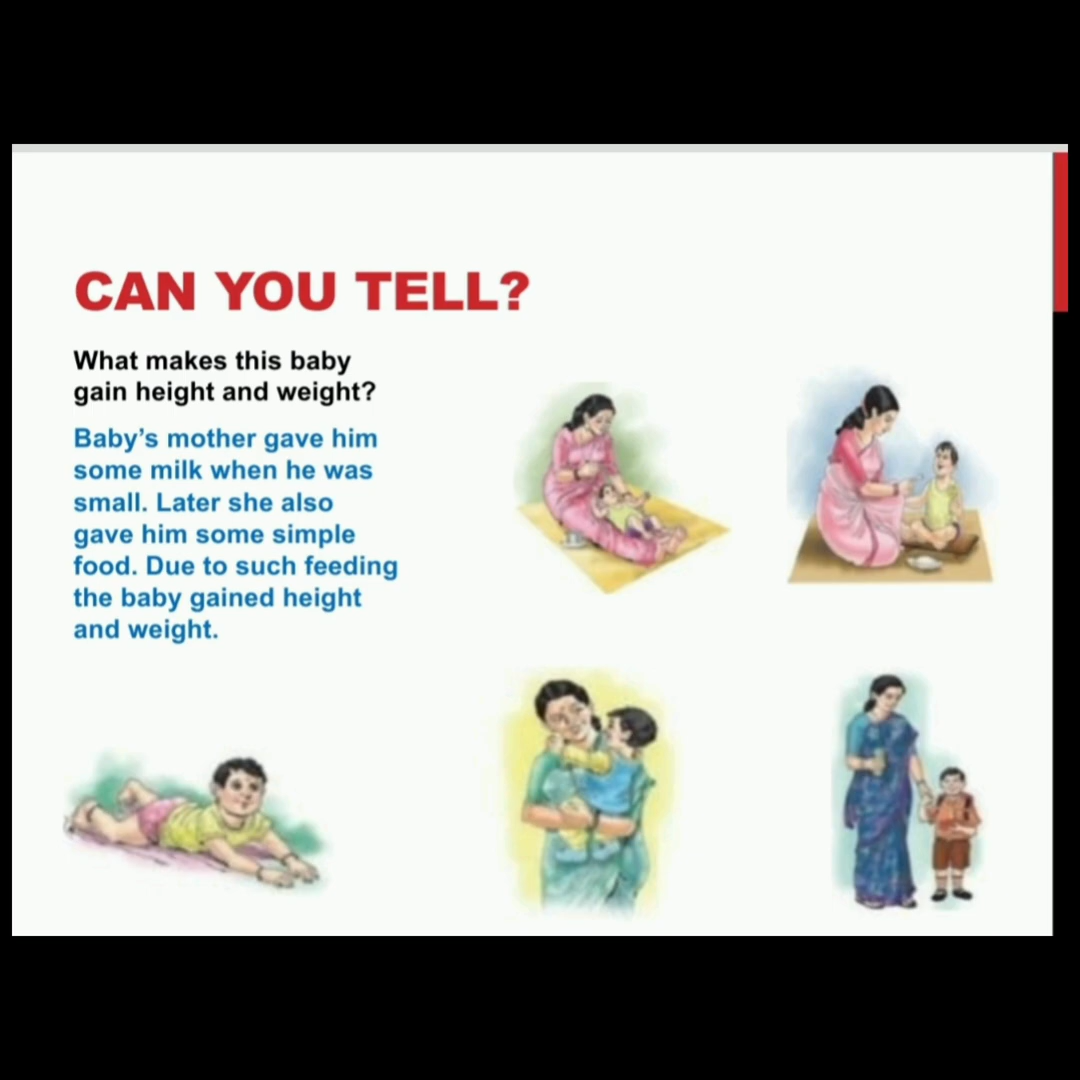 CAN YOU TELL?
What makes this baby
gain height and weight?
Baby's mother gave him
some milk when he was
small. Later she also
gave him some simple
food. Due to such feeding
the baby gained height
and weight.